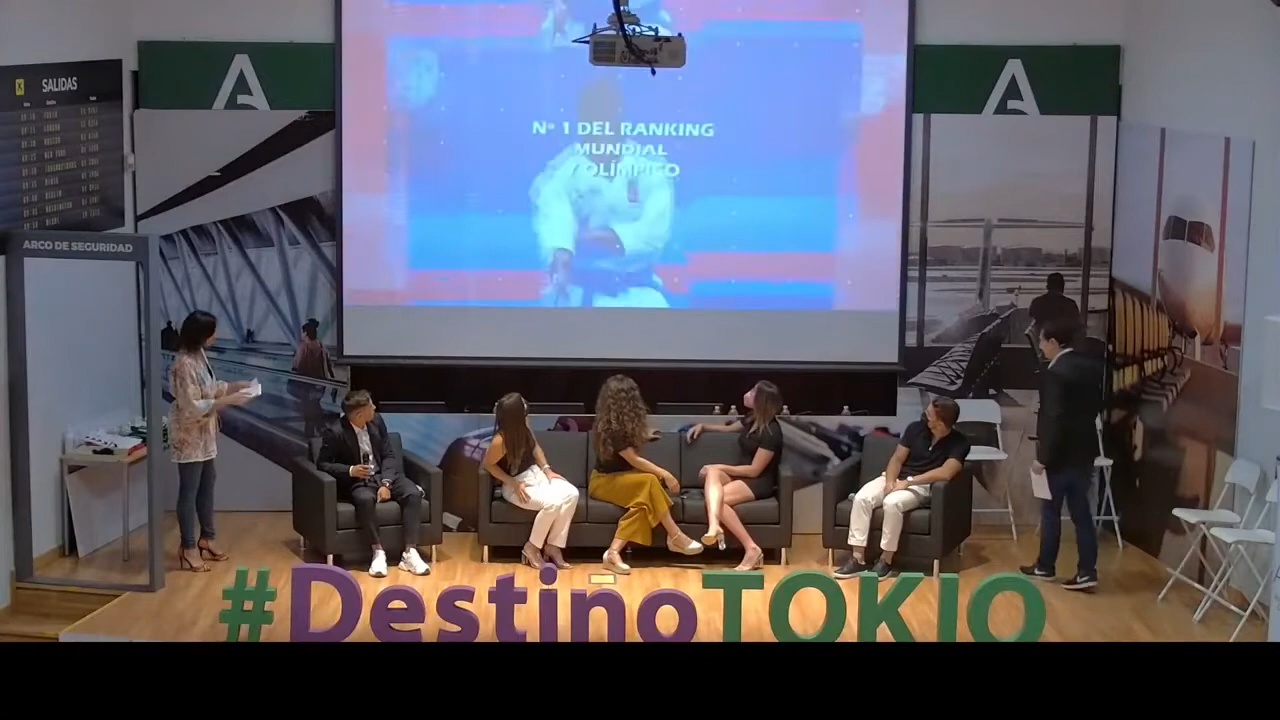 SALIDAS
Nº 1 DEL RANKING
MUNDIAL
Y OLÍMPICO
ARCO DE SEGURIDAD
#DestinoTOKIO